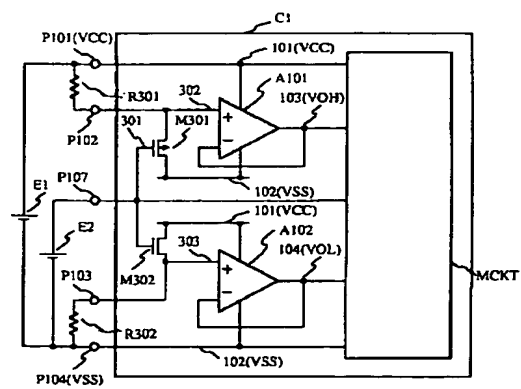 C1
P101(VCC)
101(VCC)
A101
302
103(VOH)
R301
301
M301
P102
+
−
P107
102(VSS)
E1
101(VCC)
A102
E2
303
104(VOL)
P103
M302
+
−
MCKT
R302
102(VSS)
P104(VSS)